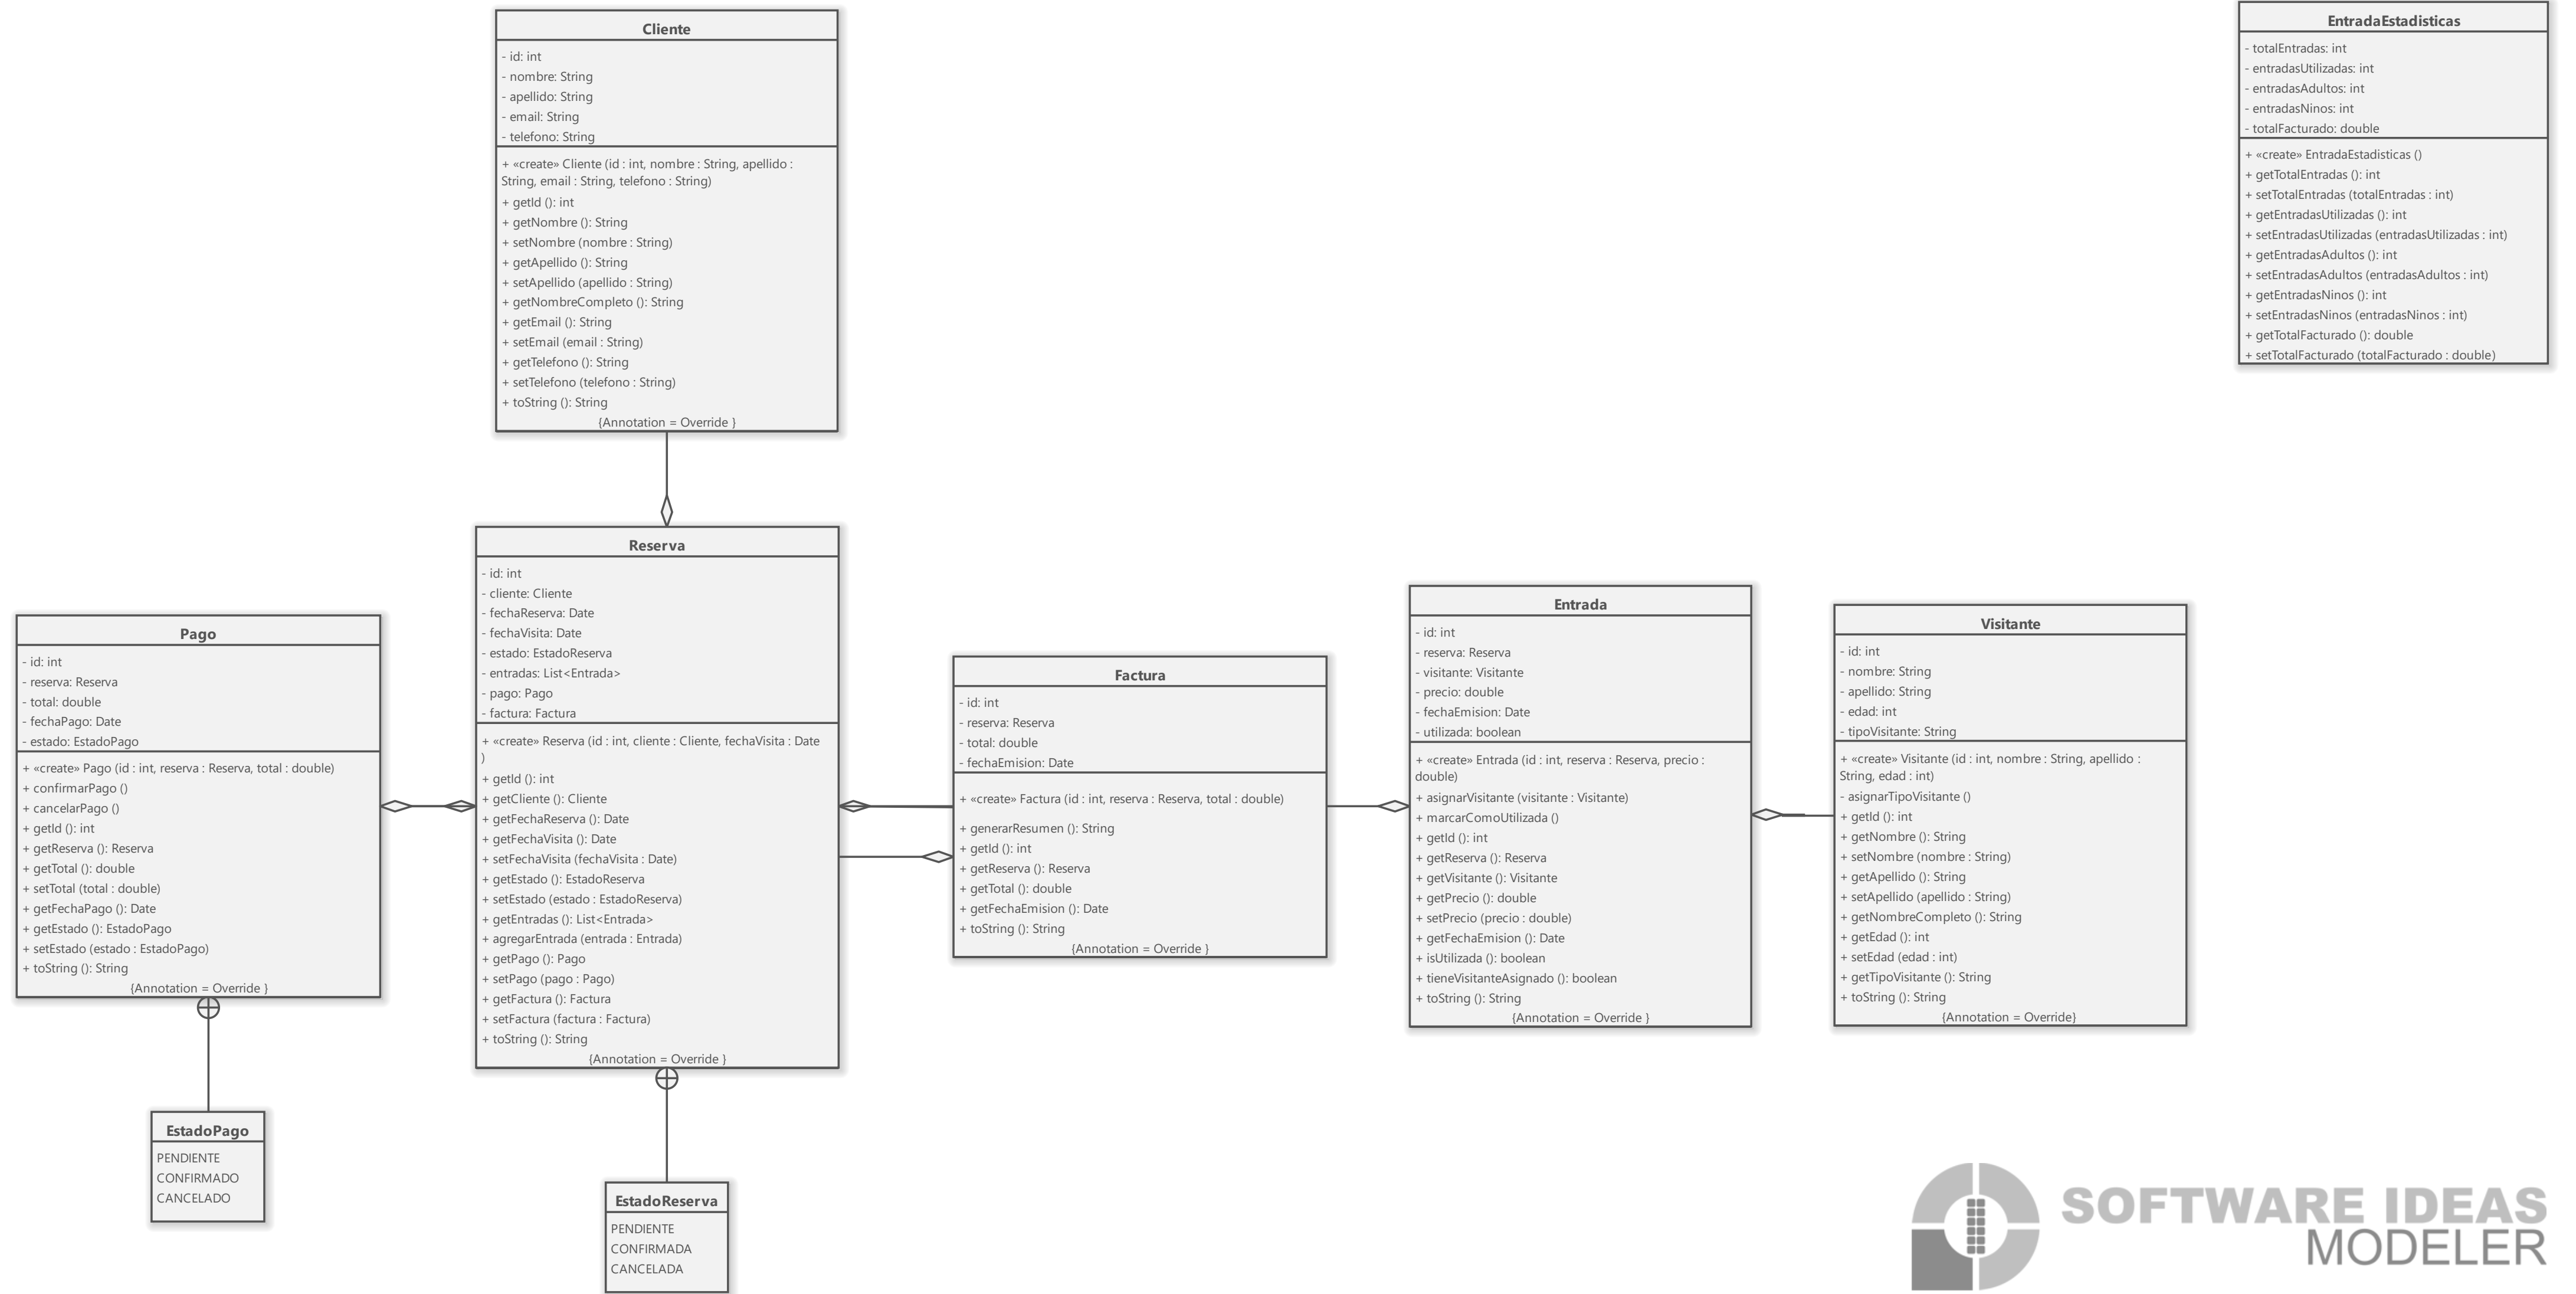 Cliente
- id: int
- nombre: String
- apellido: String
- email: String
- telefono: String
+ «create» Cliente (id : int, nombre : String, apellido :
String, email : String, telefono : String)
+ getId (): int
+ getNombre (): String
+ setNombre (nombre : String)
+ getApellido (): String
+ setApellido (apellido : String)
+ getNombreCompleto (): String
+ getEmail (): String
+ setEmail (email : String)
+ getTelefono (): String
+ setTelefono (telefono : String)
+ toString (): String
{Annotation = Override }
EntradaEstadisticas
- totalEntradas: int
- entradasUtilizadas: int
- entradasAdultos: int
- entradasNinos: int
- totalFacturado: double
+ «create» EntradaEstadisticas ()
+ getTotalEntradas (): int
+ setTotalEntradas (totalEntradas : int)
+ getEntradasUtilizadas (): int
+ setEntradasUtilizadas (entradasUtilizadas : int)
+ getEntradasAdultos (): int
+ setEntradasAdultos (entradasAdultos : int)
+ getEntradasNinos (): int
+ setEntradasNinos (entradasNinos : int)
+ getTotalFacturado (): double
+ setTotalFacturado (totalFacturado : double)
Pago
- id: int
- reserva: Reserva
- total: double
- fechaPago: Date
- estado: EstadoPago
+ «create» Pago (id : int, reserva : Reserva, total : double)
+ confirmarPago ()
+ cancelarPago ()
+ getId (): int
+ getReserva (): Reserva
+ getTotal (): double
+ setTotal (total : double)
+ getFechaPago (): Date
+ getEstado (): EstadoPago
+ setEstado (estado : EstadoPago)
+ toString (): String
{Annotation = Override }
Reserva
- id: int
- cliente: Cliente
- fechaReserva: Date
- fechaVisita: Date
- estado: EstadoReserva
- entradas: List<Entrada>
- pago: Pago
- factura: Factura
+ «create» Reserva (id : int, cliente : Cliente, fechaVisita : Date
)
+ getId (): int
+ getCliente (): Cliente
+ getFechaReserva (): Date
+ getFechaVisita (): Date
+ setFechaVisita (fechaVisita : Date)
+ getEstado (): EstadoReserva
+ setEstado (estado : EstadoReserva)
+ getEntradas (): List<Entrada>
+ agregarEntrada (entrada : Entrada)
+ getPago (): Pago
+ setPago (pago : Pago)
+ getFactura (): Factura
+ setFactura (factura : Factura)
+ toString (): String
{Annotation = Override }
Factura
- id: int
- reserva: Reserva
- total: double
- fechaEmision: Date
+ «create» Factura (id : int, reserva : Reserva, total : double)
+ generarResumen (): String
+ getId (): int
+ getReserva (): Reserva
+ getTotal (): double
+ getFechaEmision (): Date
+ toString (): String
{Annotation = Override }
Entrada
- id: int
- reserva: Reserva
- visitante: Visitante
- precio: double
- fechaEmision: Date
- utilizada: boolean
+ «create» Entrada (id : int, reserva : Reserva, precio :
double)
+ asignarVisitante (visitante : Visitante)
+ marcarComoUtilizada ()
+ getId (): int
+ getReserva (): Reserva
+ getVisitante (): Visitante
+ getPrecio (): double
+ setPrecio (precio : double)
+ getFechaEmision (): Date
+ isUtilizada (): boolean
+ tieneVisitanteAsignado (): boolean
+ toString (): String
{Annotation = Override }
Visitante
- id: int
- nombre: String
- apellido: String
- edad: int
- tipoVisitante: String
+ «create» Visitante (id : int, nombre : String, apellido :
String, edad : int)
- asignarTipoVisitante ()
+ getId (): int
+ getNombre (): String
+ setNombre (nombre : String)
+ getApellido (): String
+ setApellido (apellido : String)
+ getNombreCompleto (): String
+ getEdad (): int
+ setEdad (edad : int)
+ getTipoVisitante (): String
+ toString (): String
{Annotation = Override}
EstadoPago
PENDIENTE
CONFIRMADO
CANCELADO
EstadoReserva
PENDIENTE
CONFIRMADA
CANCELADA
SOFTWARE IDEAS
MODELER